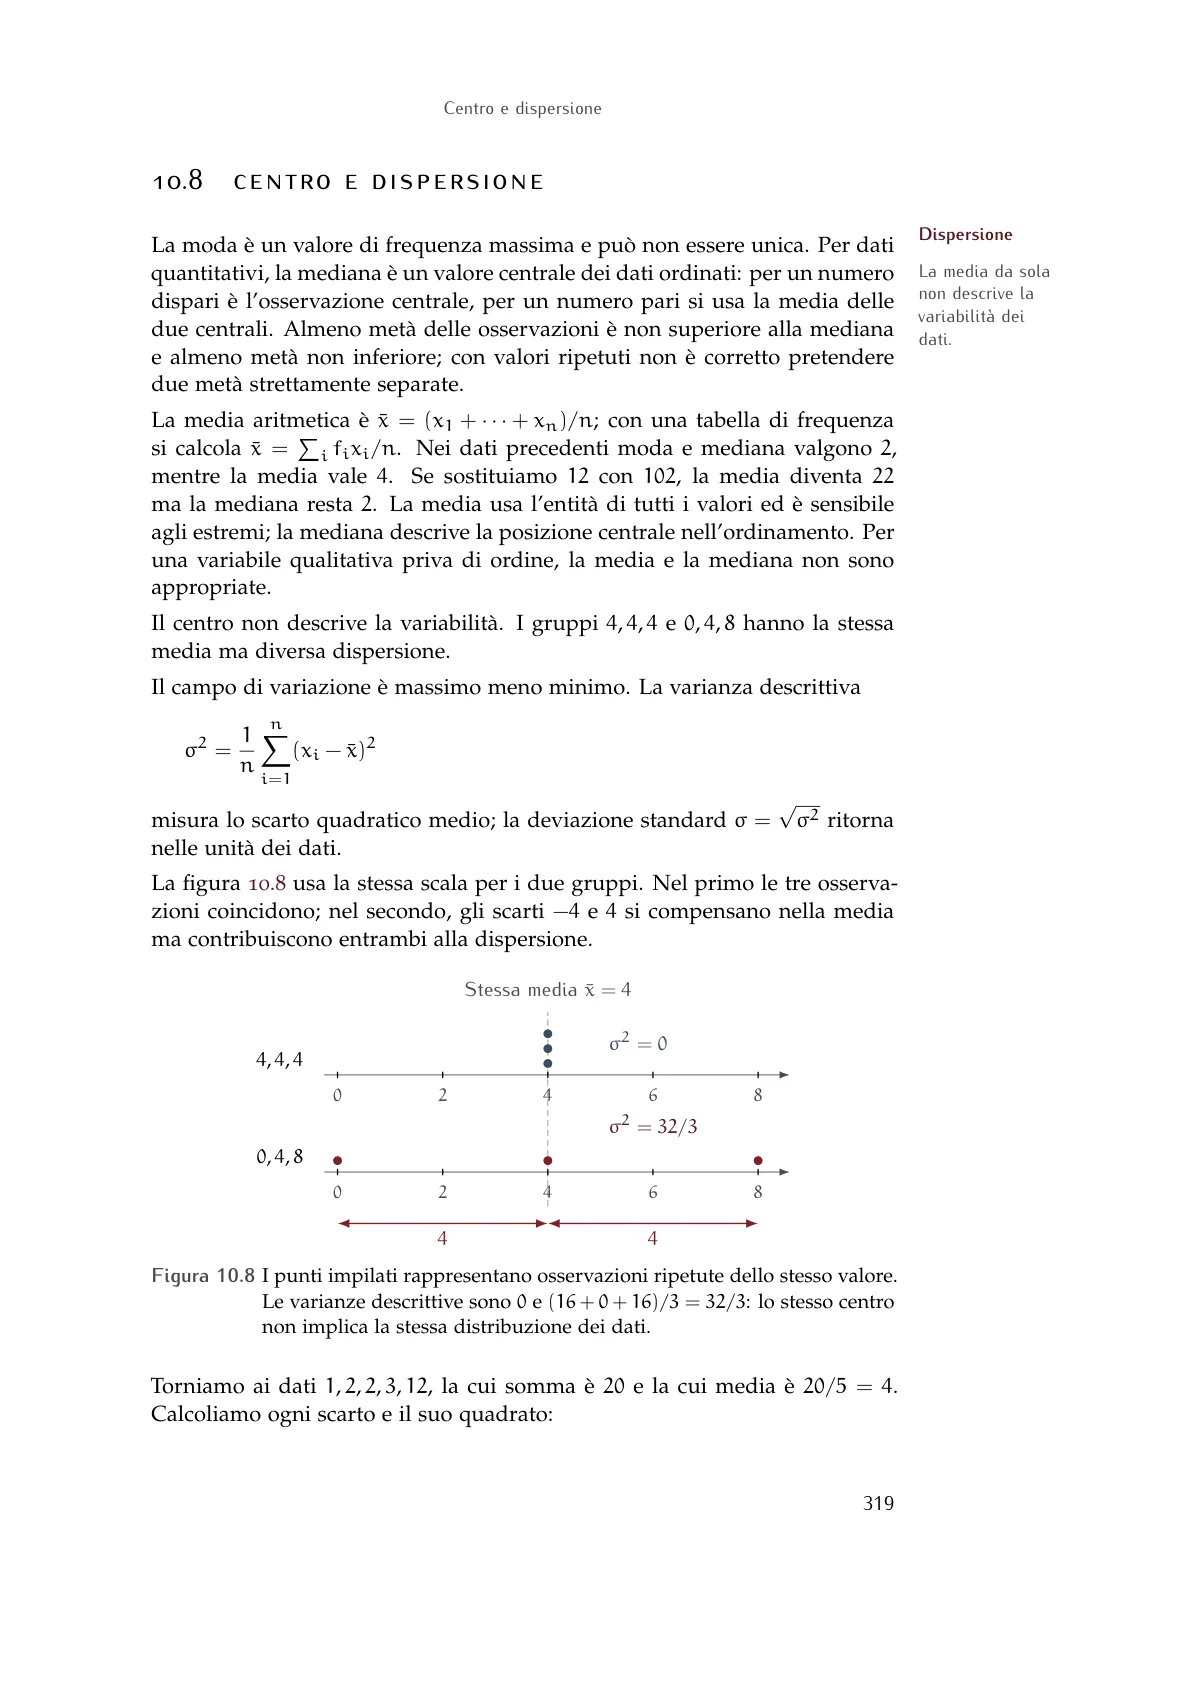 Centro e dispersione
10.8 CENTRO E DISPERSIONE
La moda è un valore di frequenza massima e può non essere unica. Per dati
quantitativi, la mediana è un valore centrale dei dati ordinati: per un numero
dispari è l'osservazione centrale, per un numero pari si usa la media delle
due centrali. Almeno metà delle osservazioni è non superiore alla mediana
e almeno metà non inferiore; con valori ripetuti non è corretto pretendere
due metà strettamente separate.
Dispersione
La media da sola
non descrive la
variabilità dei
dati.
La media aritmetica è x̄ = (x₁ + ··· + xₙ)/n; con una tabella di frequenza
si calcola x̄ = ∑ᵢ fᵢxᵢ/n. Nei dati precedenti moda e mediana valgono 2,
mentre la media vale 4. Se sostituiamo 12 con 102, la media diventa 22
ma la mediana resta 2. La media usa l'entità di tutti i valori ed è sensibile
agli estremi; la mediana descrive la posizione centrale nell'ordinamento. Per
una variabile qualitativa priva di ordine, la media e la mediana non sono
appropriate.
Il centro non descrive la variabilità. I gruppi 4, 4, 4 e 0, 4, 8 hanno la stessa
media ma diversa dispersione.
Il campo di variazione è massimo meno minimo. La varianza descrittiva
σ² = 1/n ∑ᵢ₌₁ⁿ (xᵢ − x̄)²
misura lo scarto quadratico medio; la deviazione standard σ = √σ² ritorna
nelle unità dei dati.
La figura 10.8 usa la stessa scala per i due gruppi. Nel primo le tre osserva-
zioni coincidono; nel secondo, gli scarti −4 e 4 si compensano nella media
ma contribuiscono entrambi alla dispersione.
Stessa media x̄ = 4
σ² = 0
4, 4, 4
0 2 4 6 8
σ² = 32/3
0, 4, 8
0 2 4 6 8
4 4
Figura 10.8 I punti impilati rappresentano osservazioni ripetute dello stesso valore.
Le varianze descrittive sono 0 e (16 + 0 + 16)/3 = 32/3: lo stesso centro
non implica la stessa distribuzione dei dati.
Torniamo ai dati 1, 2, 2, 3, 12, la cui somma è 20 e la cui media è 20/5 = 4.
Calcoliamo ogni scarto e il suo quadrato:
319